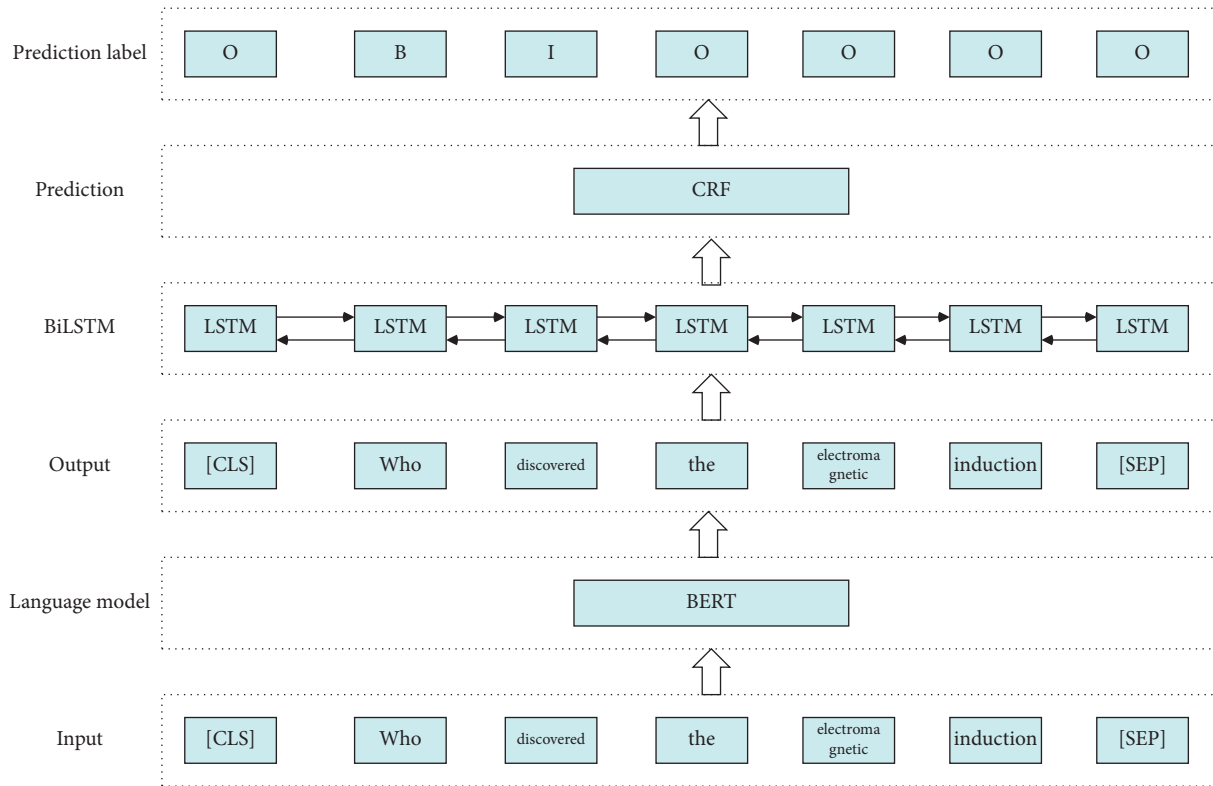 Prediction label O B I O O O O
Prediction CRF
BiLSTM LSTM LSTM LSTM LSTM LSTM LSTM LSTM
Output [CLS] Who discovered the electroma
gnetic induction [SEP]
Language model BERT
Input [CLS] Who discovered the electroma
gnetic induction [SEP]